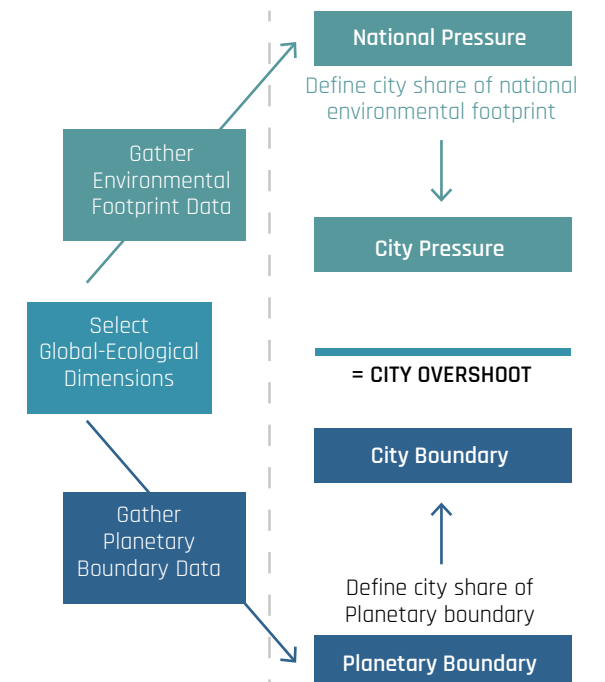 National Pressure
Define city share of national
environmental footprint
Gather
Environmental
Footprint Data
City Pressure
Select
Global-Ecological
Dimensions
= CITY OVERSHOOT
City Boundary
Gather
Planetary
Boundary Data
Define city share of
Planetary boundary
Planetary Boundary